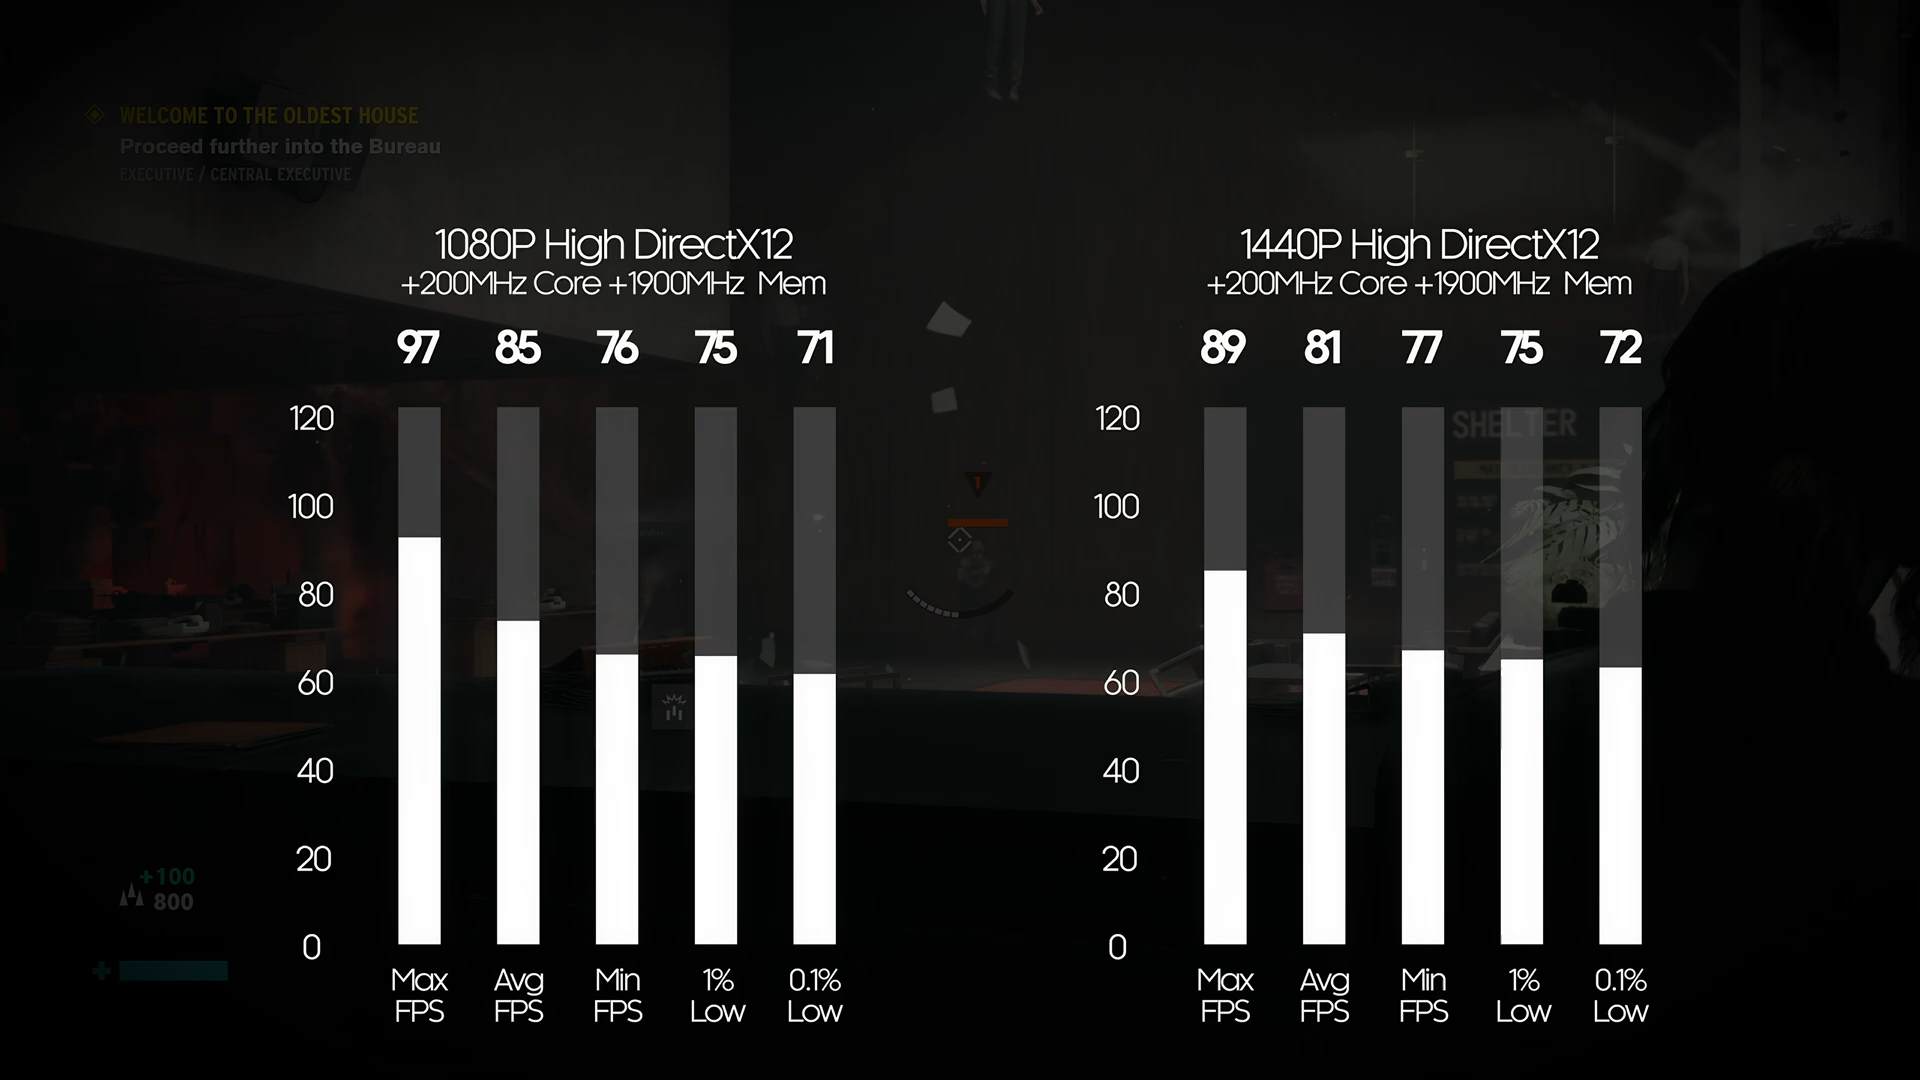 WELCOME TO THE OLDEST HOUSE
Proceed further into the Bureau
EXECUTIVE / CENTRAL EXECUTIVE
1080P High DirectX12
+200MHz Core +1900MHz Mem
97 85 76 75 71
120
100
80
60
40
20
0
Max FPS
Avg FPS
Min FPS
1% Low
0.1% Low
1440P High DirectX12
+200MHz Core +1900MHz Mem
89 81 77 75 72
120
100
80
60
40
20
0
Max FPS
Avg FPS
Min FPS
1% Low
0.1% Low
SHELTER
1
+100
800